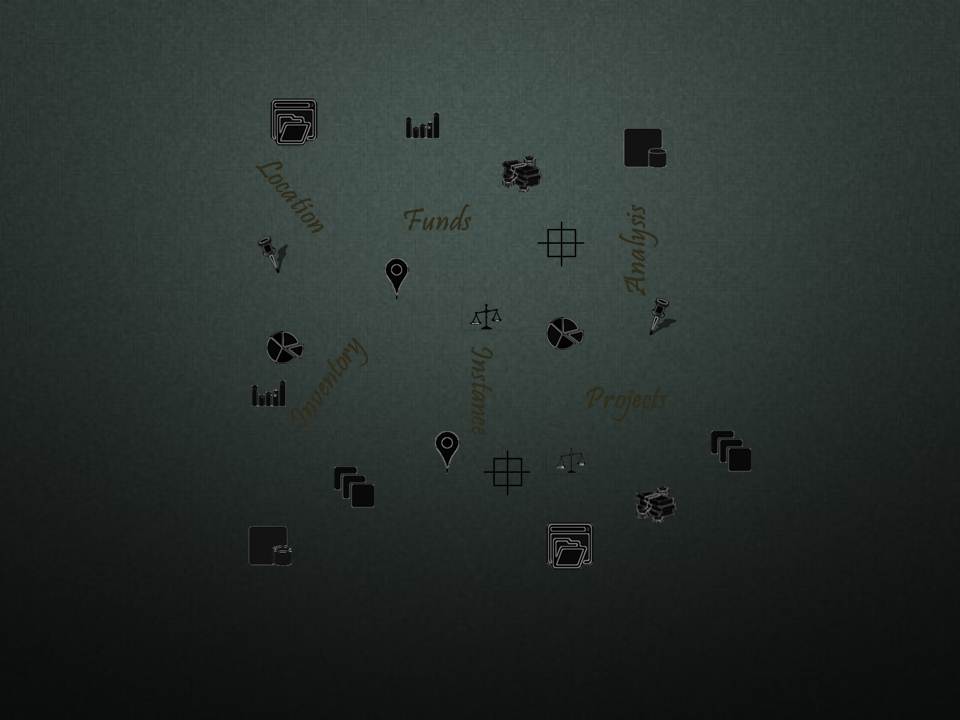 Location
Funds
Analysis
Inventory
Instance
Projects